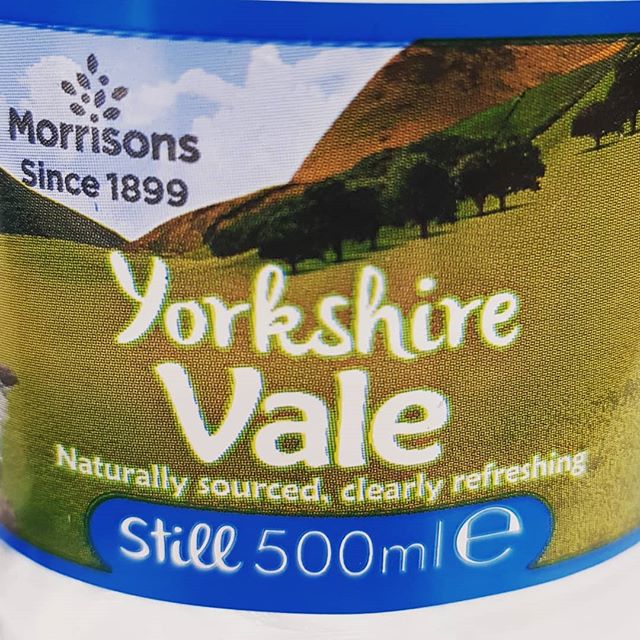 Morrisons
Since 1899
Yorkshire
Vale
Naturally sourced, clearly refreshing
Still 500ml ℮